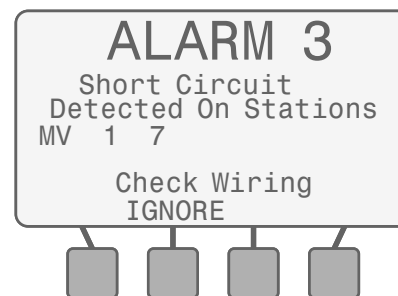 ALARM 3
Short Circuit
Detected On Stations
MV 1 7
Check Wiring
IGNORE